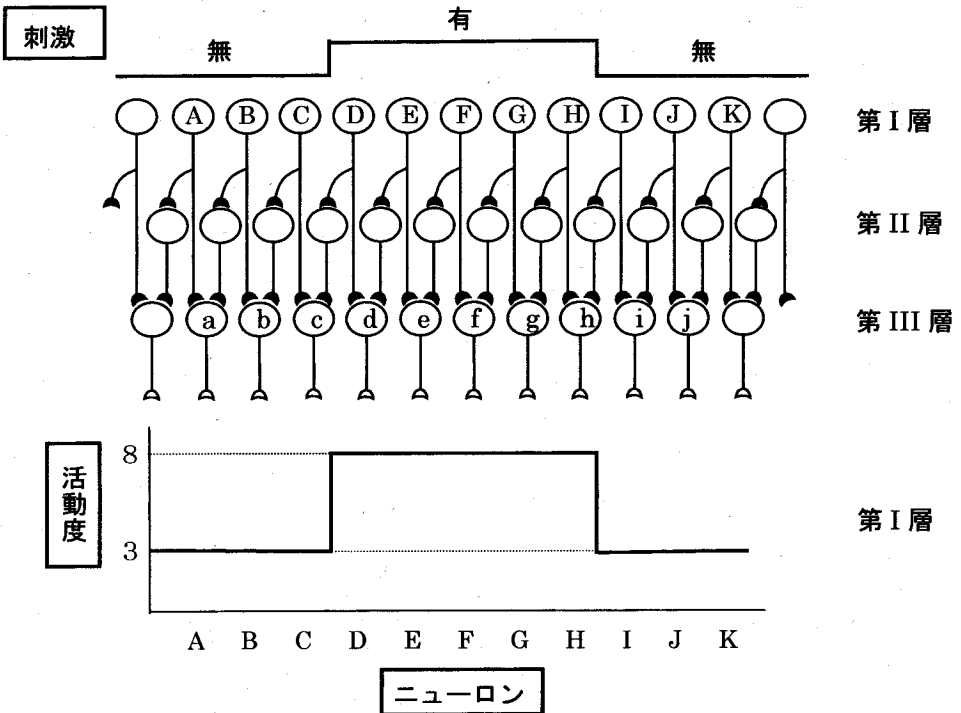 刺激
無 有 無
A B C D E F G H I J K
第 I 層
第 II 層
a b c d e f g h i j
第 III 層
活動度
8
3
第 I 層
A B C D E F G H I J K
ニューロン